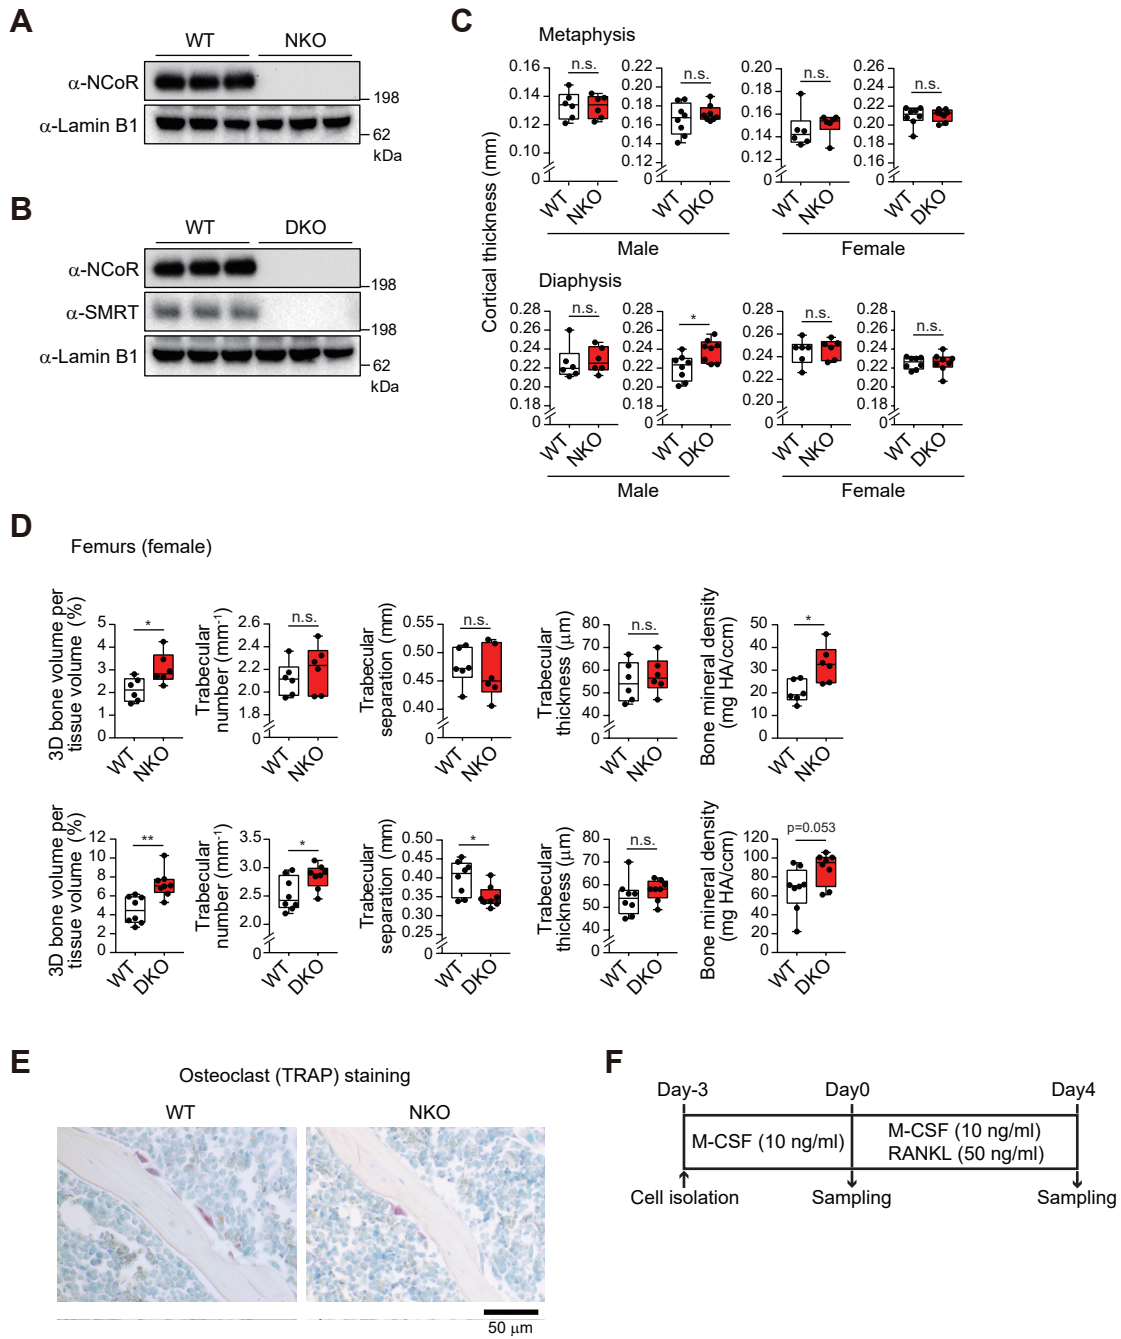 A
WT NKO
α-NCoR
198
α-Lamin B1
62
kDa
B
WT DKO
α-NCoR
198
α-SMRT
198
α-Lamin B1
62
kDa
C
Metaphysis
Cortical thickness (mm)
0.16
0.14
0.12
0.10
0
n.s.
WT NKO
0.22
0.20
0.18
0.16
0.14
0.12
0
n.s.
WT DKO
Male
0.20
0.18
0.16
0.14
0.12
0
n.s.
WT NKO
0.26
0.24
0.22
0.20
0.18
0.16
0
n.s.
WT DKO
Female
Diaphysis
0.28
0.26
0.24
0.22
0.20
0.18
0
n.s.
WT NKO
0.28
0.26
0.24
0.22
0.20
0.18
0
*
WT DKO
Male
0.28
0.26
0.24
0.22
0.20
0
n.s.
WT NKO
0.28
0.26
0.24
0.22
0.20
0.18
0
n.s.
WT DKO
Female
D
Femurs (female)
3D bone volume per
tissue volume (%)
5
4
3
2
1
0
*
WT NKO
Trabecular
number (mm-1)
2.6
2.4
2.2
2.0
1.8
0
n.s.
WT NKO
Trabecular
separation (mm)
0.55
0.50
0.45
0.40
0
n.s.
WT NKO
Trabecular
thickness (μm)
80
70
60
50
40
0
n.s.
WT NKO
Bone mineral density
(mg HA/ccm)
50
40
30
20
10
0
*
WT NKO
3D bone volume per
tissue volume (%)
12
10
8
6
4
2
0
**
WT DKO
Trabecular
number (mm-1)
3.5
3.0
2.5
2.0
0
*
WT DKO
Trabecular
separation (mm)
0.50
0.45
0.40
0.35
0.30
0.25
0
*
WT DKO
Trabecular
thickness (μm)
80
70
60
50
40
0
n.s.
WT DKO
Bone mineral density
(mg HA/ccm)
120
100
80
60
40
20
0
p=0.053
WT DKO
E
Osteoclast (TRAP) staining
WT NKO
50 μm
F
Day-3 Day0 Day4
M-CSF (10 ng/ml)
M-CSF (10 ng/ml)
RANKL (50 ng/ml)
Cell isolation Sampling Sampling